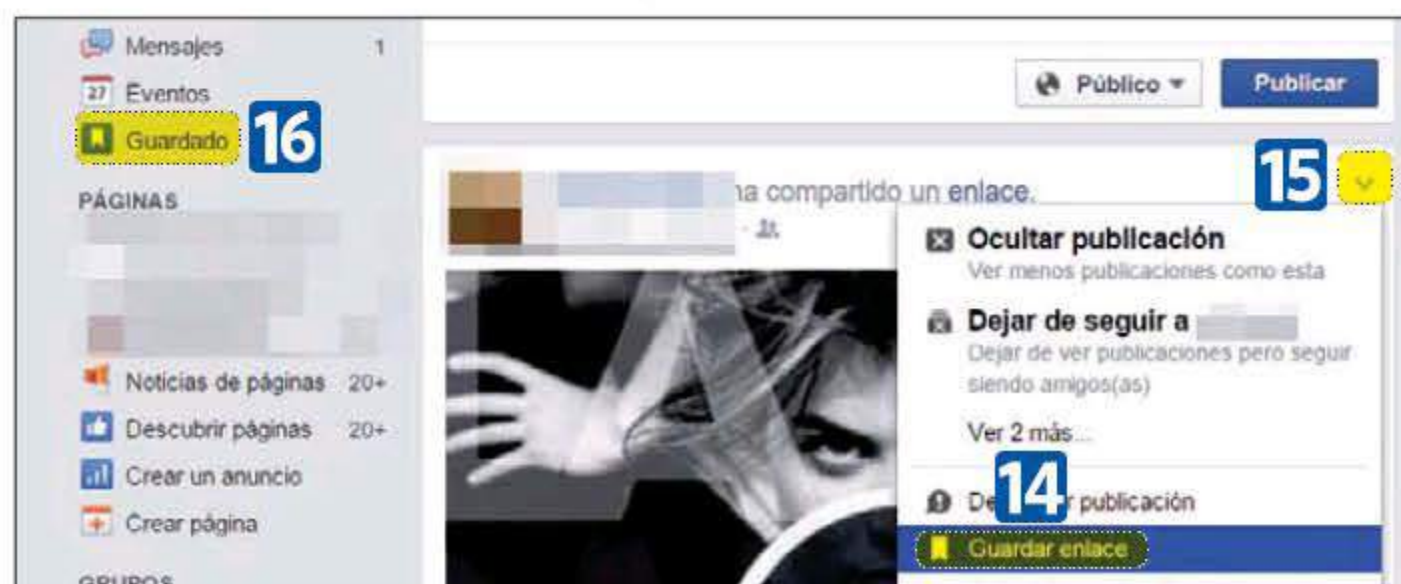 Mensajes 1
Eventos
Guardado 16
PÁGINAS
Noticias de páginas 20+
Descubrir páginas 20+
Crear un anuncio
Crear página
GRUPOS
Público
Publicar
15
ha compartido un enlace.
Ocultar publicación
Ver menos publicaciones como esta
Dejar de seguir a
Dejar de ver publicaciones pero seguir
siendo amigos(as)
Ver 2 más...
14
publicación
Guardar enlace